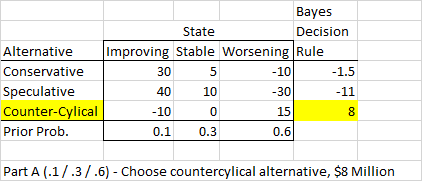 Bayes
State Decision
Alternative Improving Stable Worsening Rule
Conservative 30 5 -10 -1.5
Speculative 40 10 -30 -11
Counter-Cylical -10 0 15 8
Prior Prob. 0.1 0.3 0.6
Part A (.1 / .3 / .6) - Choose countercylical alternative, $8 Million